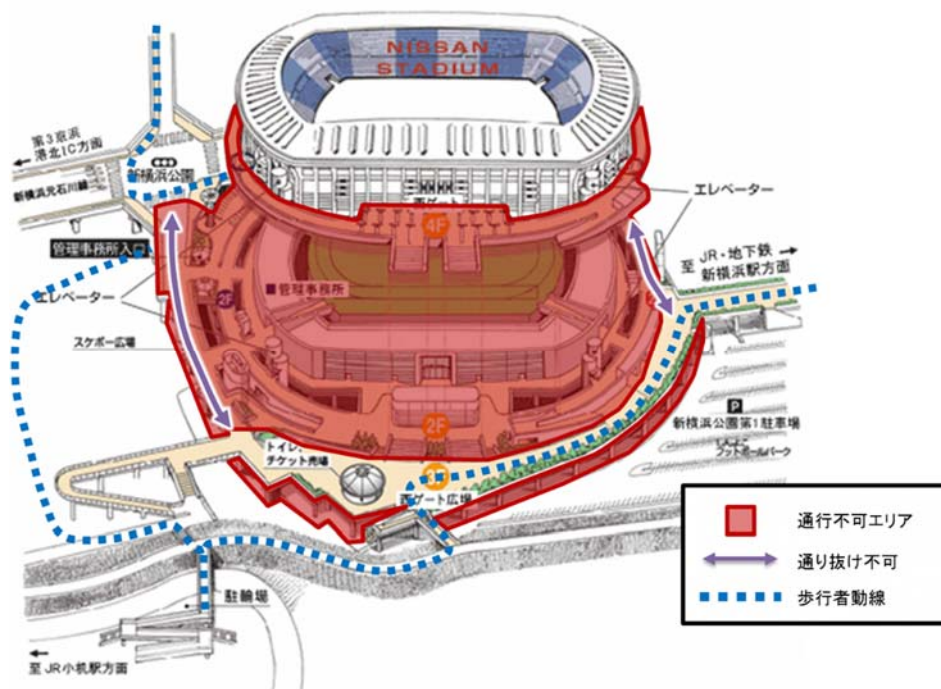 NISSAN
STADIUM
第3京浜
港北IC方面
新横浜元石川線
新横浜公園
西ゲート
4F
エレベーター
管理事務所入口
至 JR・地下鉄
新横浜駅方面
エレベーター
2F
■管理事務所
スケボー広場
P
新横浜公園第1駐車場
フットボールパーク
2F
トイレ、
チケット売場
西ゲート広場
駐輪場
至 JR小机駅方面
通行不可エリア
通り抜け不可
歩行者動線